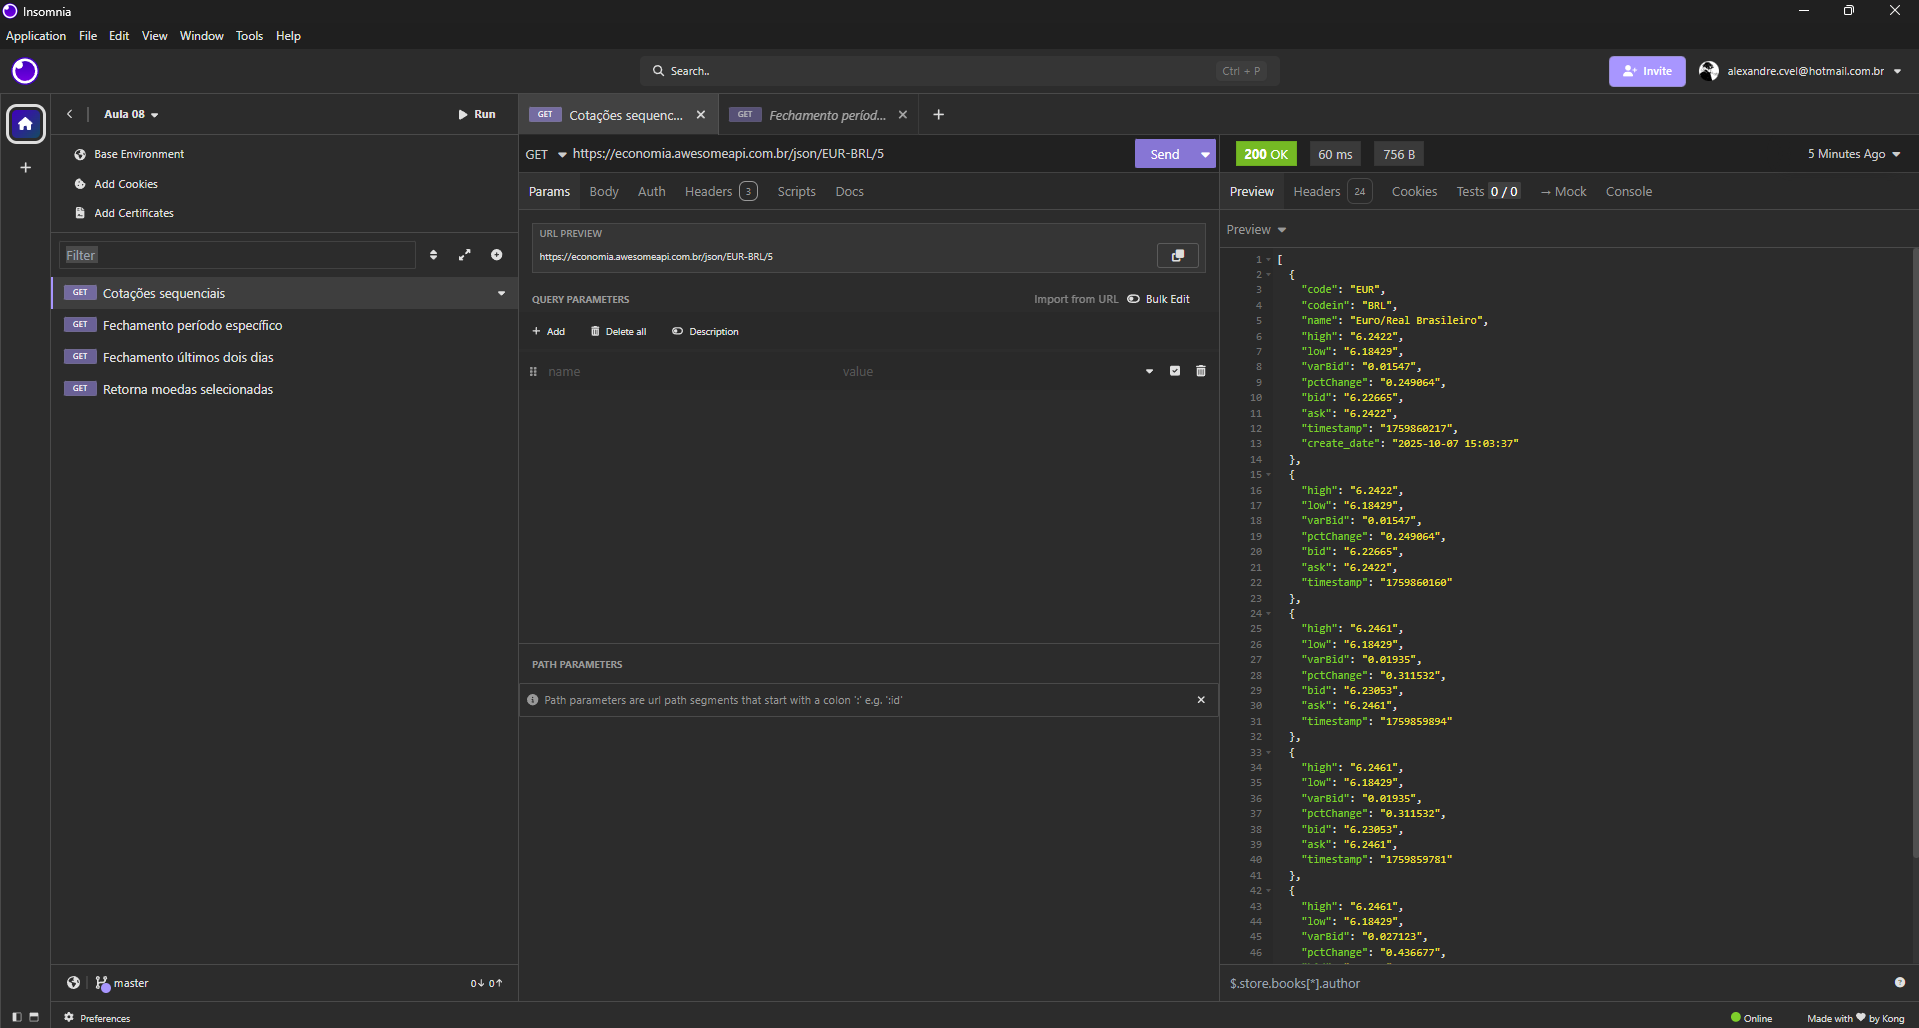 Insomnia
Application File Edit View Window Tools Help
Search.. Ctrl + P
Invite
alexandre.cvel@hotmail.com.br
Aula 08
Run
Base Environment
Add Cookies
Add Certificates
Filter
GET Cotações sequenciais
GET Fechamento período específico
GET Fechamento últimos dois dias
GET Retorna moedas selecionadas
master
0↓ 0↑
Preferences
GET Cotações sequenc...
GET Fechamento períod...
GET https://economia.awesomeapi.com.br/json/EUR-BRL/5
Send
Params Body Auth Headers 3 Scripts Docs
URL PREVIEW
https://economia.awesomeapi.com.br/json/EUR-BRL/5
QUERY PARAMETERS Import from URL Bulk Edit
+ Add Delete all Description
name value
PATH PARAMETERS
Path parameters are url path segments that start with a colon ':' e.g. ':id'
200 OK 60 ms 756 B 5 Minutes Ago
Preview Headers 24 Cookies Tests 0 / 0 → Mock Console
Preview
1 [
2 {
3 "code": "EUR",
4 "codein": "BRL",
5 "name": "Euro/Real Brasileiro",
6 "high": "6.2422",
7 "low": "6.18429",
8 "varBid": "0.01547",
9 "pctChange": "0.249064",
10 "bid": "6.22665",
11 "ask": "6.2422",
12 "timestamp": "1759860217",
13 "create_date": "2025-10-07 15:03:37"
14 },
15 {
16 "high": "6.2422",
17 "low": "6.18429",
18 "varBid": "0.01547",
19 "pctChange": "0.249064",
20 "bid": "6.22665",
21 "ask": "6.2422",
22 "timestamp": "1759860160"
23 },
24 {
25 "high": "6.2461",
26 "low": "6.18429",
27 "varBid": "0.01935",
28 "pctChange": "0.311532",
29 "bid": "6.23053",
30 "ask": "6.2461",
31 "timestamp": "1759859894"
32 },
33 {
34 "high": "6.2461",
35 "low": "6.18429",
36 "varBid": "0.01935",
37 "pctChange": "0.311532",
38 "bid": "6.23053",
39 "ask": "6.2461",
40 "timestamp": "1759859781"
41 },
42 {
43 "high": "6.2461",
44 "low": "6.18429",
45 "varBid": "0.027123",
46 "pctChange": "0.436677",
$.store.books[*].author
Online
Made with ♥ by Kong